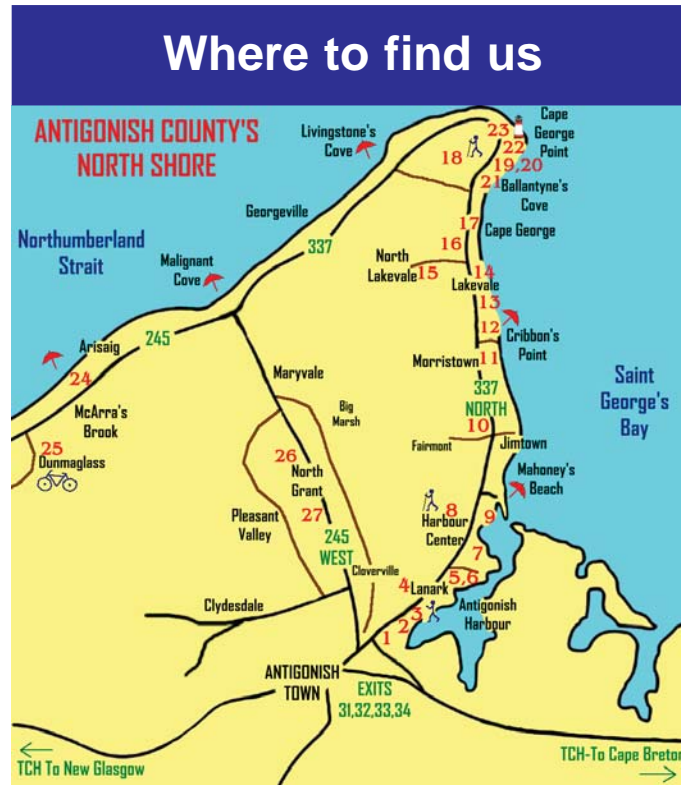 Where to find us
ANTIGONISH COUNTY'S
NORTH SHORE
Livingstone's
Cove
Cape
George
Point
23
22
18
19,20
21
Ballantyne's
Cove
Georgeville
17
Cape George
Northumberland
Strait
337
16
North
Lakevale
15
14
Lakevale
Malignant
Cove
13
12
Cribbon's
Point
245
Arisaig
Morristown
11
24
Maryvale
337
NORTH
Saint
George's
Bay
McArra's
Brook
Big
Marsh
10
Fairmont
Jimtown
25
Dunmaglass
26
North
Grant
Mahoney's
Beach
8
Harbour
Center
9
Pleasant
Valley
27
245
WEST
7
Cloverville
4
Lanark
5,6
Clydesdale
3
2
1
Antigonish
Harbour
ANTIGONISH
TOWN
EXITS
31,32,33,34
TCH To New Glasgow
TCH-To Cape Breton